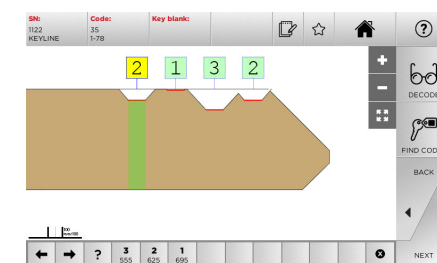 SN:
1122
KEYLINE
Code:
35
1-78
Key blank:
?
2 1 3 2
+
-
DECODE
FIND COD
BACK
NEXT
? 3 2 1
555 625 695